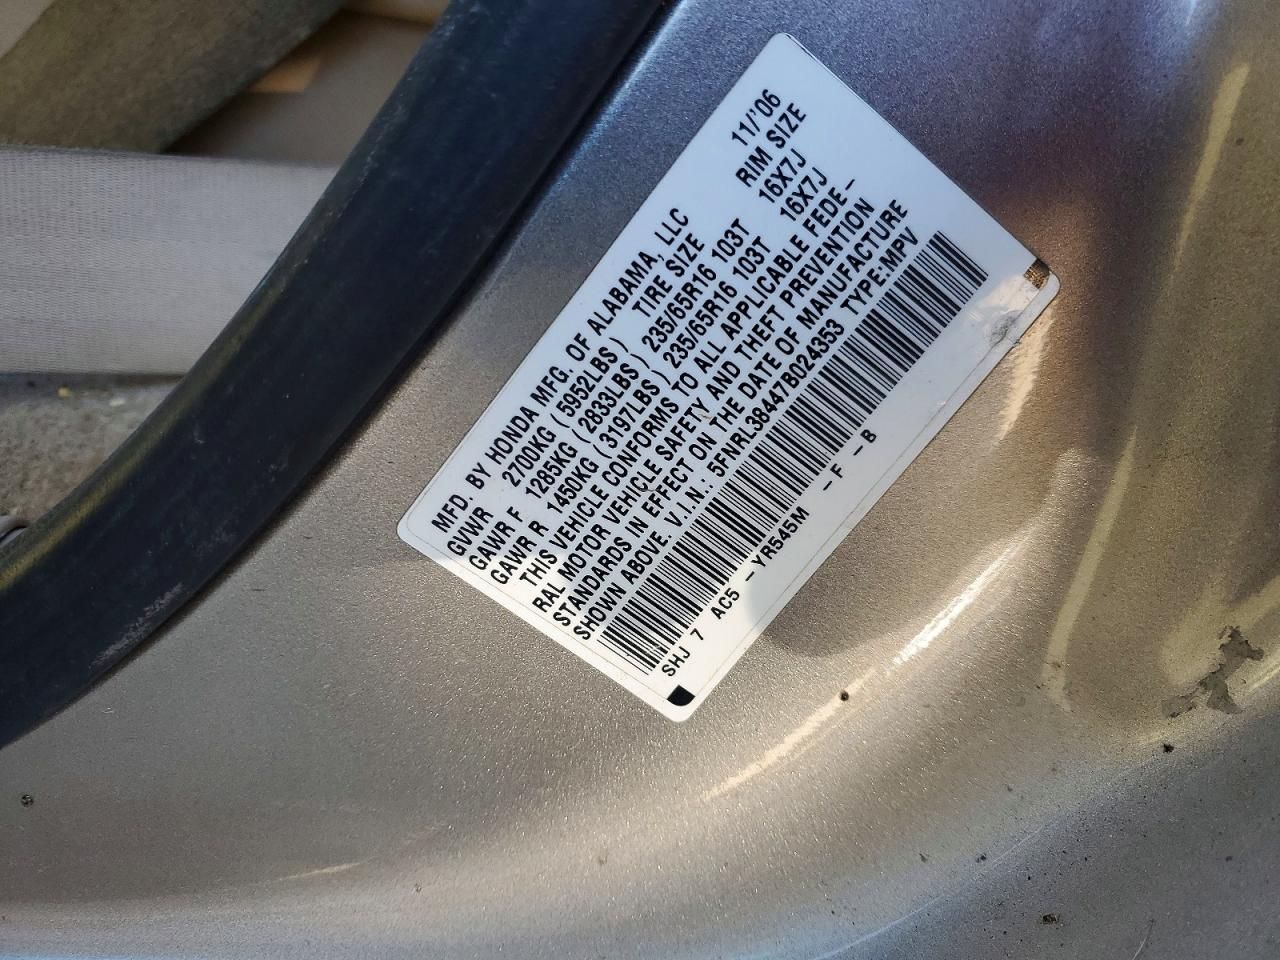 MFD. BY HONDA MFG. OF ALABAMA, LLC 11/'06
GVWR 2700KG (5952LBS) TIRE SIZE RIM SIZE
GAWR F 1285KG (2833LBS) 235/65R16 103T 16X7J
GAWR R 1450KG (3197LBS) 235/65R16 103T 16X7J
THIS VEHICLE CONFORMS TO ALL APPLICABLE FEDE-
RAL MOTOR VEHICLE SAFETY AND THEFT PREVENTION
STANDARDS IN EFFECT ON THE DATE OF MANUFACTURE
SHOWN ABOVE. V.I.N.: 5FNRL38447B024353 TYPE:MPV
SHJ 7 AC5 -YR545M -F -B